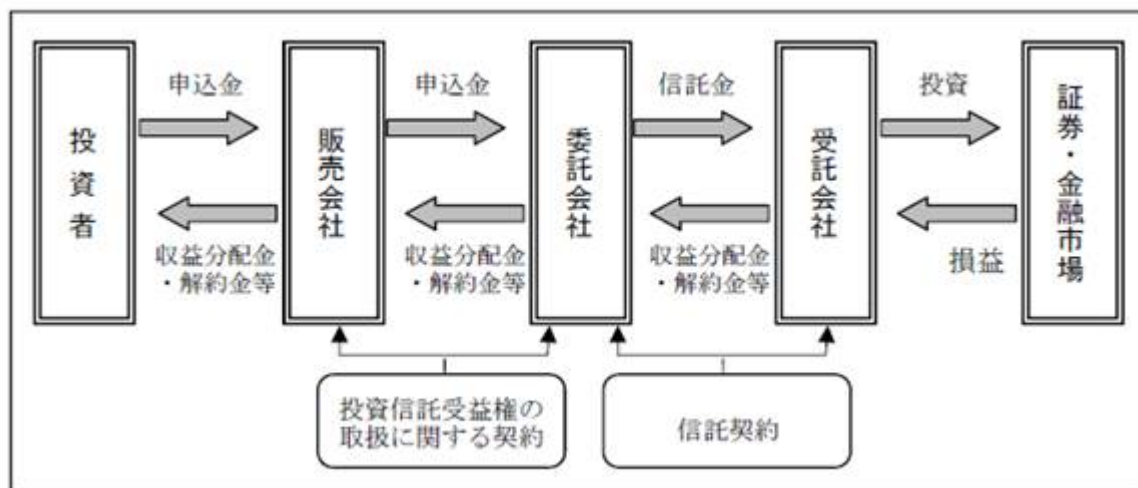 申込金
申込金
信託金
投資
投資者
販売会社
委託会社
受託会社
証券・金融市場
収益分配金
・解約金等
収益分配金
・解約金等
収益分配金
・解約金等
損益
投資信託受益権の
取扱に関する契約
信託契約